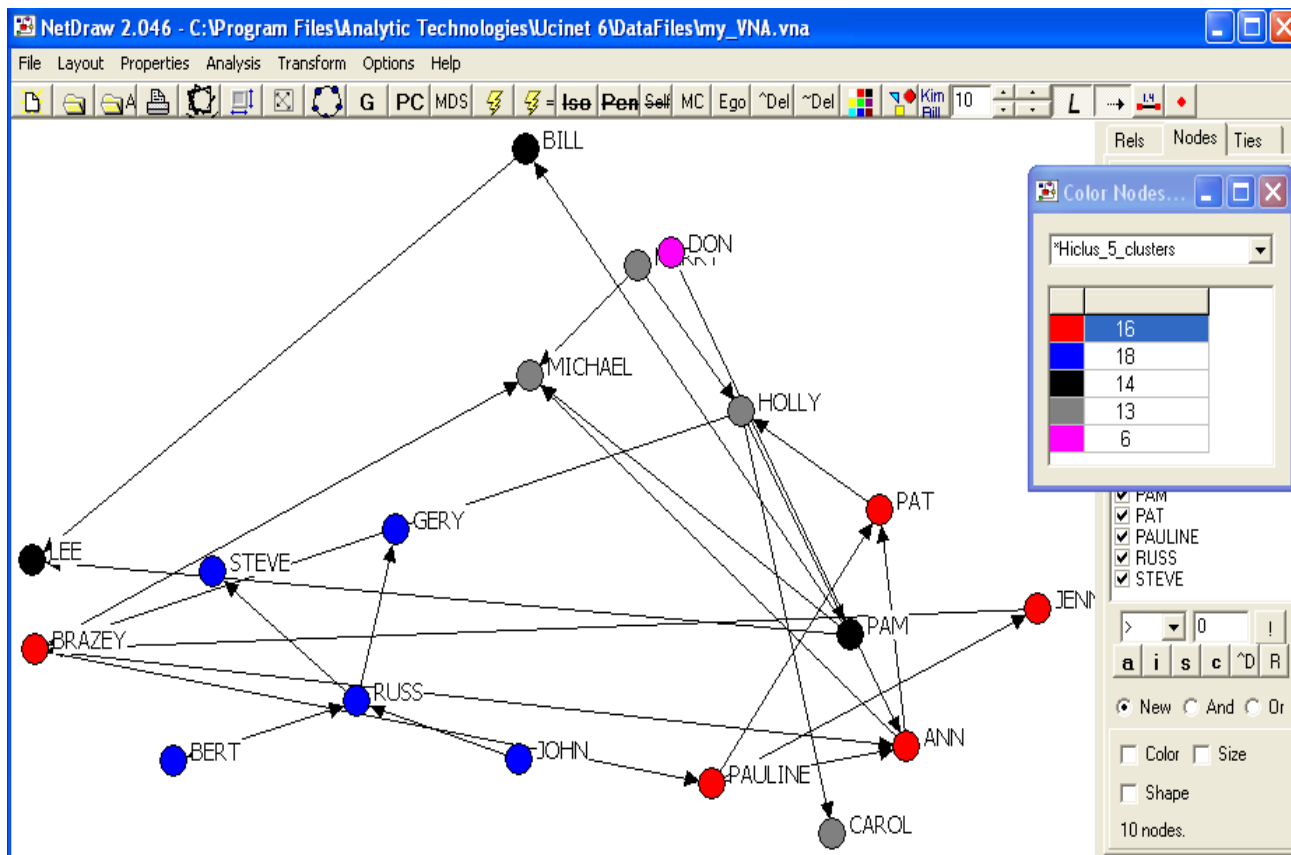 NetDraw 2.046 - C:\Program Files\Analytic Technologies\Ucinet 6\DataFiles\my_VNA.vna
File Layout Properties Analysis Transform Options Help
A G PC MDS = Iso Pen Self MC Ego ^Del ~Del Kim Bill 10 L
Rels Nodes Ties
Color Nodes...
*Hiclus_5_clusters
16
18
14
13
6
BILL
DON
MICHAEL
HOLLY
PAT
GERY
LEE
STEVE
JENN
PAM
BRAZEY
RUSS
ANN
BERT
JOHN
PAULINE
CAROL
PAM
PAT
PAULINE
RUSS
STEVE
> 0 !
a i s c ^D R
New And Or
Color Size
Shape
10 nodes.